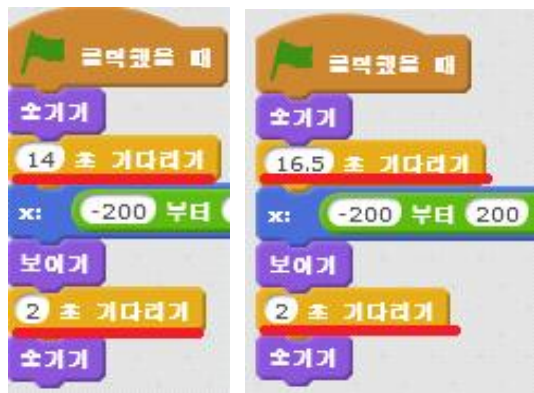 클릭했을 때
숨기기
14 초 기다리기
x: -200 부터
보이기
2 초 기다리기
숨기기
클릭했을 때
숨기기
16.5 초 기다리기
x: -200 부터 200
보이기
2 초 기다리기
숨기기